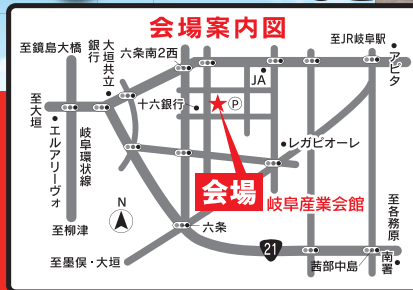 会場案内図
至鏡島大橋
大垣共立
銀行
六条南2西
至JR岐阜駅
アピタ
JA
至大垣
十六銀行
P
エルアリーヴォ
岐阜環状線
レガピオーレ
会場
岐阜産業会館
N
六条
至柳津
至各務原
21
南署
至墨俣・大垣
茜部中島